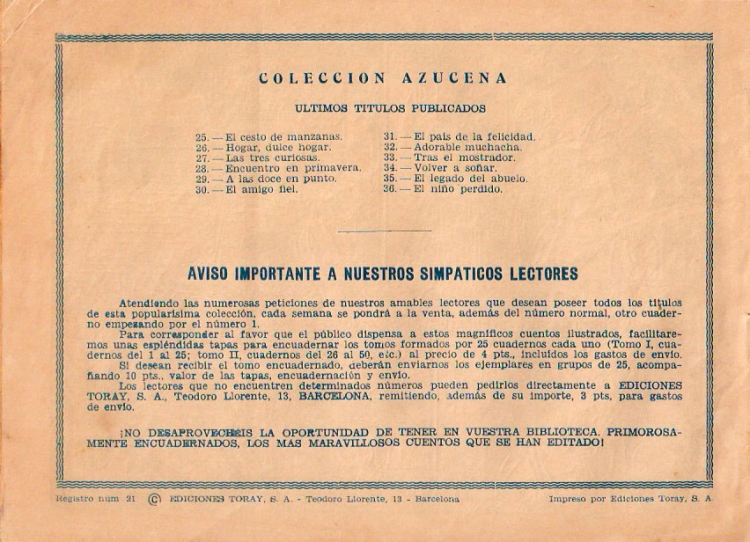 COLECCION AZUCENA
ULTIMOS TITULOS PUBLICADOS
25. — El cesto de manzanas.
26. — Hogar, dulce hogar.
27. — Las tres curiosas.
28. — Encuentro en primavera.
29. — A las doce en punto.
30. — El amigo fiel.
31. — El país de la felicidad.
32. — Adorable muchacha.
33. — Tras el mostrador.
34. — Volver a soñar.
35. — El legado del abuelo.
36. — El niño perdido.
AVISO IMPORTANTE A NUESTROS SIMPATICOS LECTORES
Atendiendo las numerosas peticiones de nuestros amables lectores que desean poseer todos los títulos
de esta popularísima colección, cada semana se pondrá a la venta, además del número normal, otro cuader-
no empezando por el número 1.
Para corresponder al favor que el público dispensa a estos magníficos cuentos ilustrados, facilitare-
mos unas espléndidas tapas para encuadernar los tomos formados por 25 cuadernos cada uno (Tomo I, cua-
dernos del 1 al 25; tomo II, cuadernos del 26 al 50, etc.) al precio de 4 pts., incluídos los gastos de envío.
Si desean recibir el tomo encuadernado, deberán enviarnos los ejemplares en grupos de 25, acompa-
ñando 10 pts., valor de las tapas, encuadernación y envío.
Los lectores que no encuentren determinados números pueden pedirlos directamente a EDICIONES
TORAY, S. A., Teodoro Llorente, 13, BARCELONA, remitiendo, además de su importe, 3 pts, para gastos
de envío.
¡NO DESAPROVECHEIS LA OPORTUNIDAD DE TENER EN VUESTRA BIBLIOTECA, PRIMOROSA-
MENTE ENCUADERNADOS, LOS MAS MARAVILLOSOS CUENTOS QUE SE HAN EDITADO!
Registro num 21 © EDICIONES TORAY, S. A. - Teodoro Llorente, 13 - Barcelona
Impreso por Ediciones Toray, S. A.